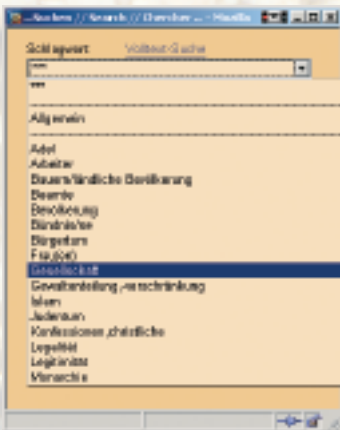 ...Suchen // Search // Chercher ... - Mozilla
Schlagwort Volltext-Suche
***
***
Allgemein
Adel
Arbeiter
Bauern/ländliche Bevölkerung
Beamte
Bevölkerung
Bündnisse
Bürgertum
Frau(en)
Gesellschaft
Gewaltenteilung,-verschränkung
Islam
Judentum
Konfessionen,christliche
Legalität
Legitimität
Monarchie